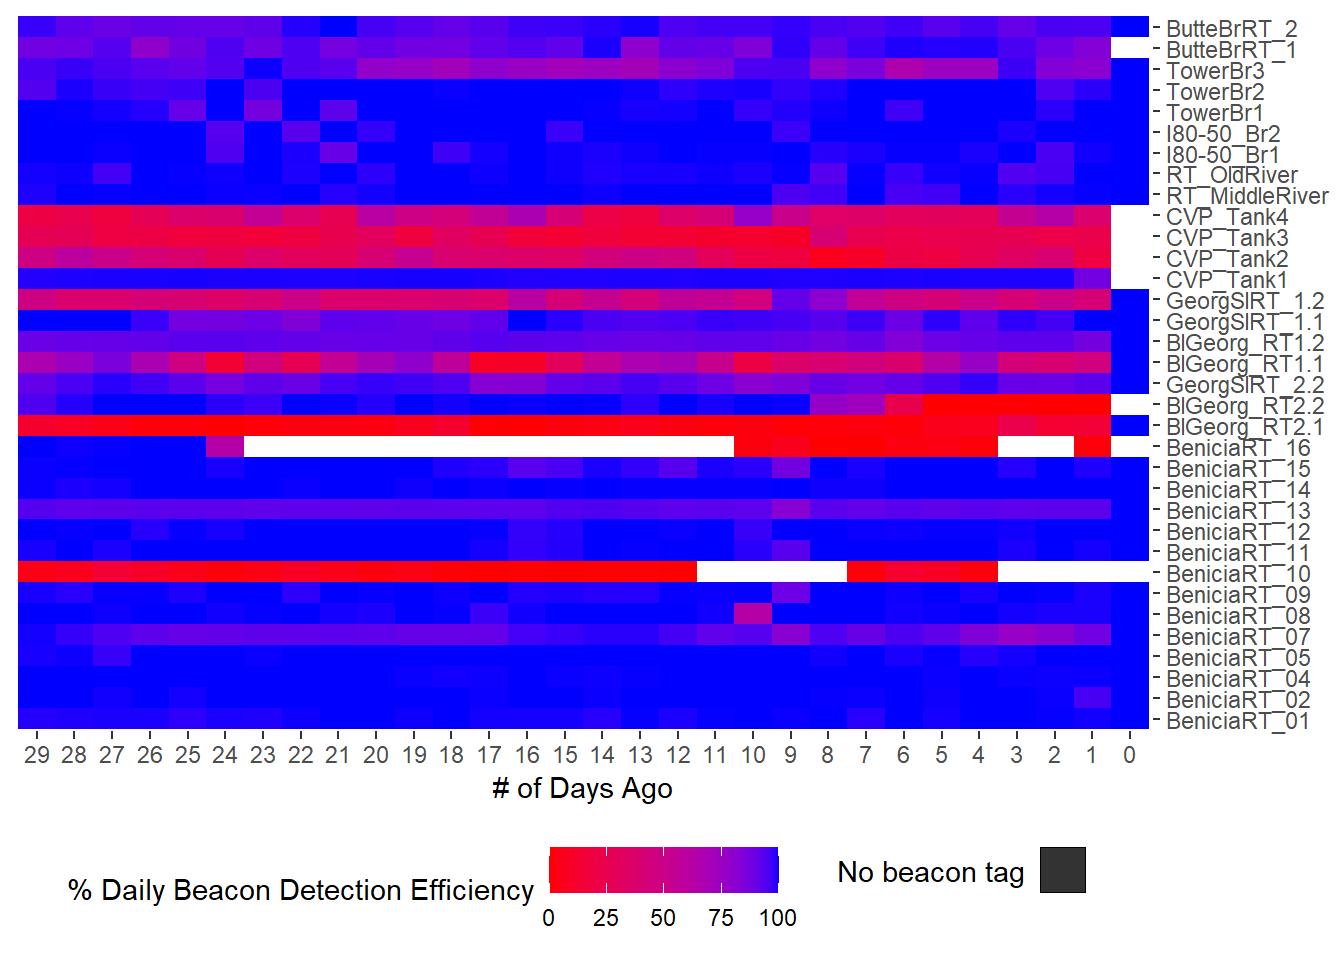 ButteBrRT_2
ButteBrRT_1
TowerBr3
TowerBr2
TowerBr1
I80-50_Br2
I80-50_Br1
RT_OldRiver
RT_MiddleRiver
CVP_Tank4
CVP_Tank3
CVP_Tank2
CVP_Tank1
GeorgSlRT_1.2
GeorgSlRT_1.1
BlGeorg_RT1.2
BlGeorg_RT1.1
GeorgSlRT_2.2
BlGeorg_RT2.2
BlGeorg_RT2.1
BeniciaRT_16
BeniciaRT_15
BeniciaRT_14
BeniciaRT_13
BeniciaRT_12
BeniciaRT_11
BeniciaRT_10
BeniciaRT_09
BeniciaRT_08
BeniciaRT_07
BeniciaRT_05
BeniciaRT_04
BeniciaRT_02
BeniciaRT_01
29 28 27 26 25 24 23 22 21 20 19 18 17 16 15 14 13 12 11 10 9 8 7 6 5 4 3 2 1 0
# of Days Ago
% Daily Beacon Detection Efficiency
0 25 50 75 100
No beacon tag